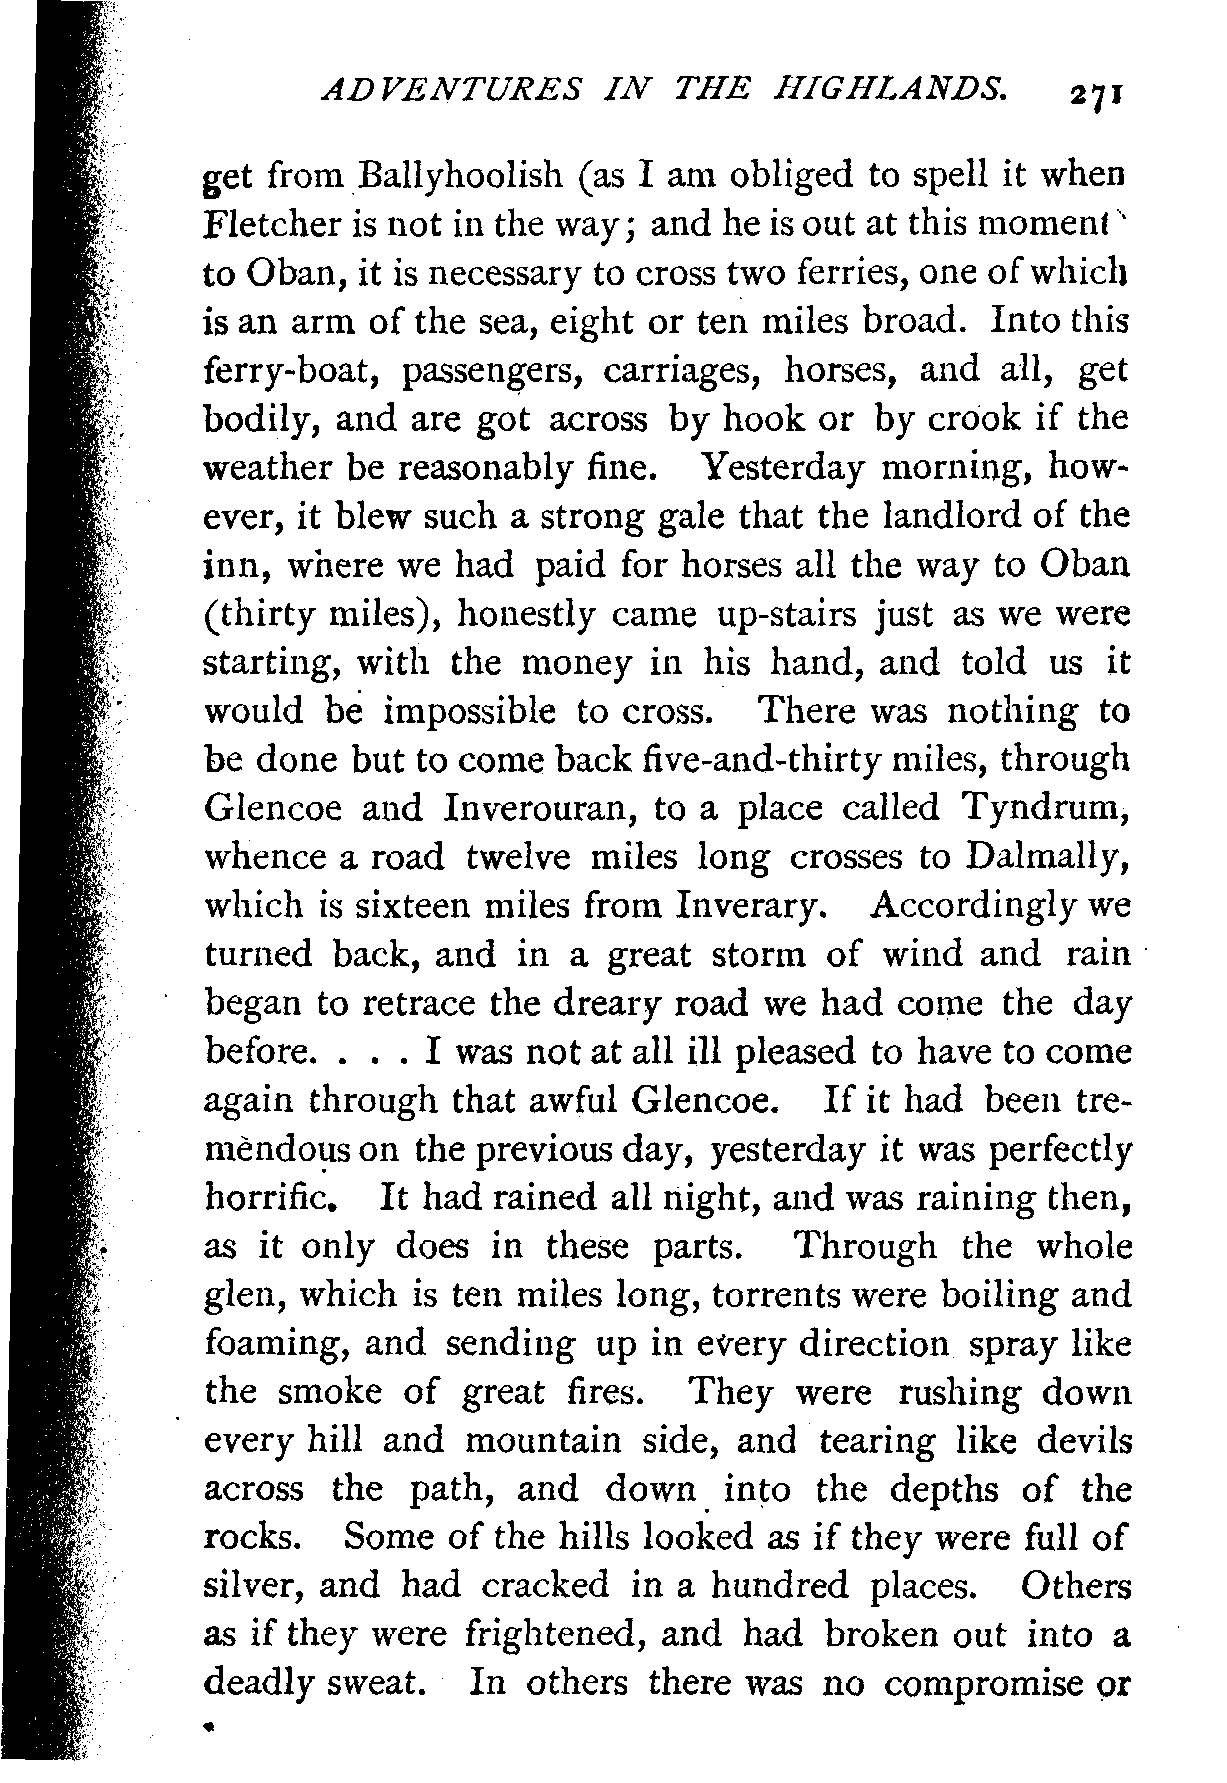 ADVENTURES IN THE HIGHLANDS. 271
get from Ballyhoolish (as I am obliged to spell it when
Fletcher is not in the way; and he is out at this moment)
to Oban, it is necessary to cross two ferries, one of which
is an arm of the sea, eight or ten miles broad. Into this
ferry-boat, passengers, carriages, horses, and all, get
bodily, and are got across by hook or by crook if the
weather be reasonably fine. Yesterday morning, how-
ever, it blew such a strong gale that the landlord of the
inn, where we had paid for horses all the way to Oban
(thirty miles), honestly came up-stairs just as we were
starting, with the money in his hand, and told us it
would be impossible to cross. There was nothing to
be done but to come back five-and-thirty miles, through
Glencoe and Inverouran, to a place called Tyndrum,
whence a road twelve miles long crosses to Dalmally,
which is sixteen miles from Inverary. Accordingly we
turned back, and in a great storm of wind and rain
began to retrace the dreary road we had come the day
before. . . . I was not at all ill pleased to have to come
again through that awful Glencoe. If it had been tre-
mendous on the previous day, yesterday it was perfectly
horrific. It had rained all night, and was raining then,
as it only does in these parts. Through the whole
glen, which is ten miles long, torrents were boiling and
foaming, and sending up in every direction spray like
the smoke of great fires. They were rushing down
every hill and mountain side, and tearing like devils
across the path, and down into the depths of the
rocks. Some of the hills looked as if they were full of
silver, and had cracked in a hundred places. Others
as if they were frightened, and had broken out into a
deadly sweat. In others there was no compromise or